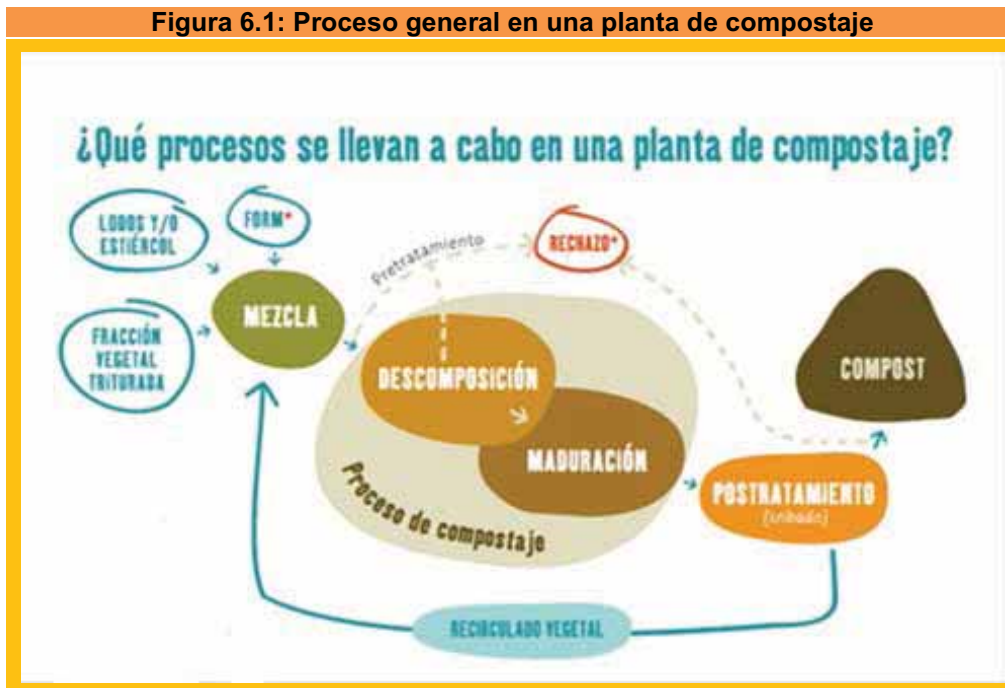 Figura 6.1: Proceso general en una planta de compostaje
¿Qué procesos se llevan a cabo en una planta de compostaje?
LODOS Y/O
ESTIÉRCOL
FORM*
FRACCIÓN
VEGETAL
TRITURADA
MEZCLA
Pretratamiento
RECHAZO*
DESCOMPOSICIÓN
MADURACIÓN
Proceso de compostaje
COMPOST
POSTRATAMIENTO
(cribado)
RECIRCULADO VEGETAL